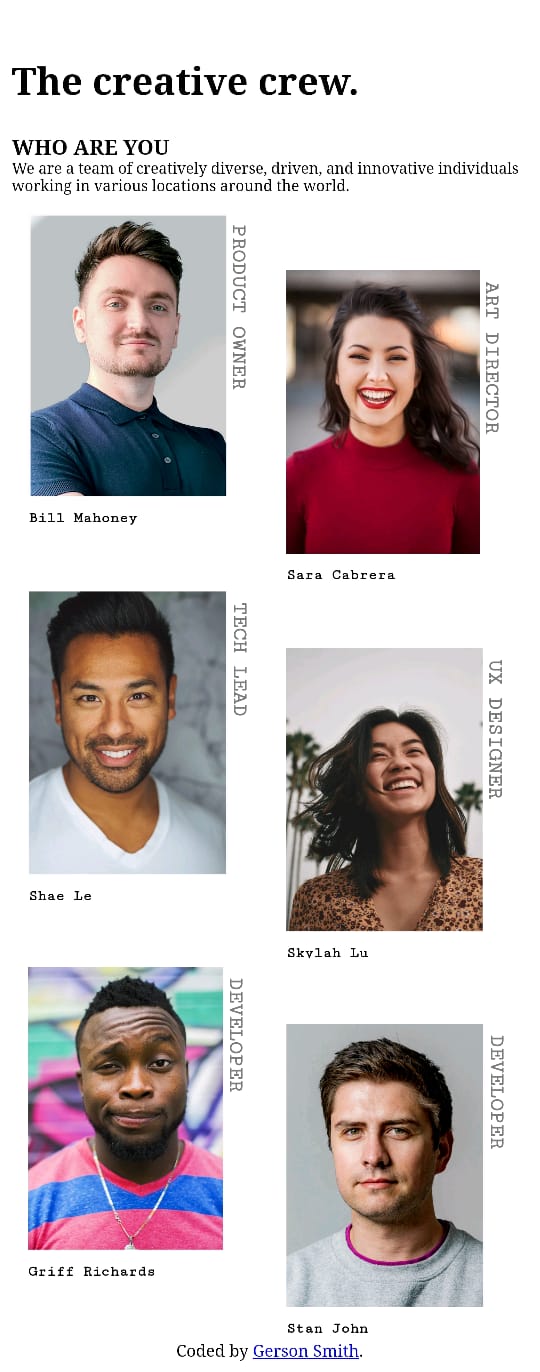 The creative crew.
WHO ARE YOU
We are a team of creatively diverse, driven, and innovative individuals
working in various locations around the world.
PRODUCT OWNER
Bill Mahoney
ART DIRECTOR
Sara Cabrera
TECH LEAD
Shae Le
UX DESIGNER
Skylah Lu
DEVELOPER
Griff Richards
DEVELOPER
Stan John
Coded by Gerson Smith.